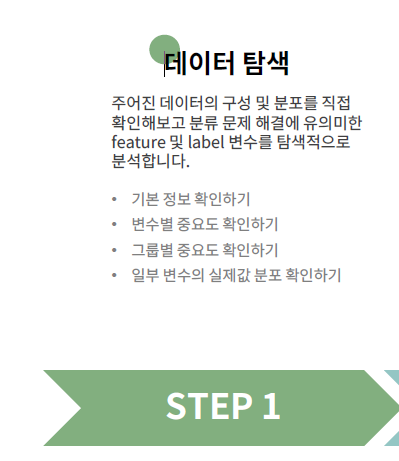 데이터 탐색
주어진 데이터의 구성 및 분포를 직접
확인해보고 분류 문제 해결에 유의미한
feature 및 label 변수를 탐색적으로
분석합니다.
• 기본 정보 확인하기
• 변수별 중요도 확인하기
• 그룹별 중요도 확인하기
• 일부 변수의 실제값 분포 확인하기
STEP 1